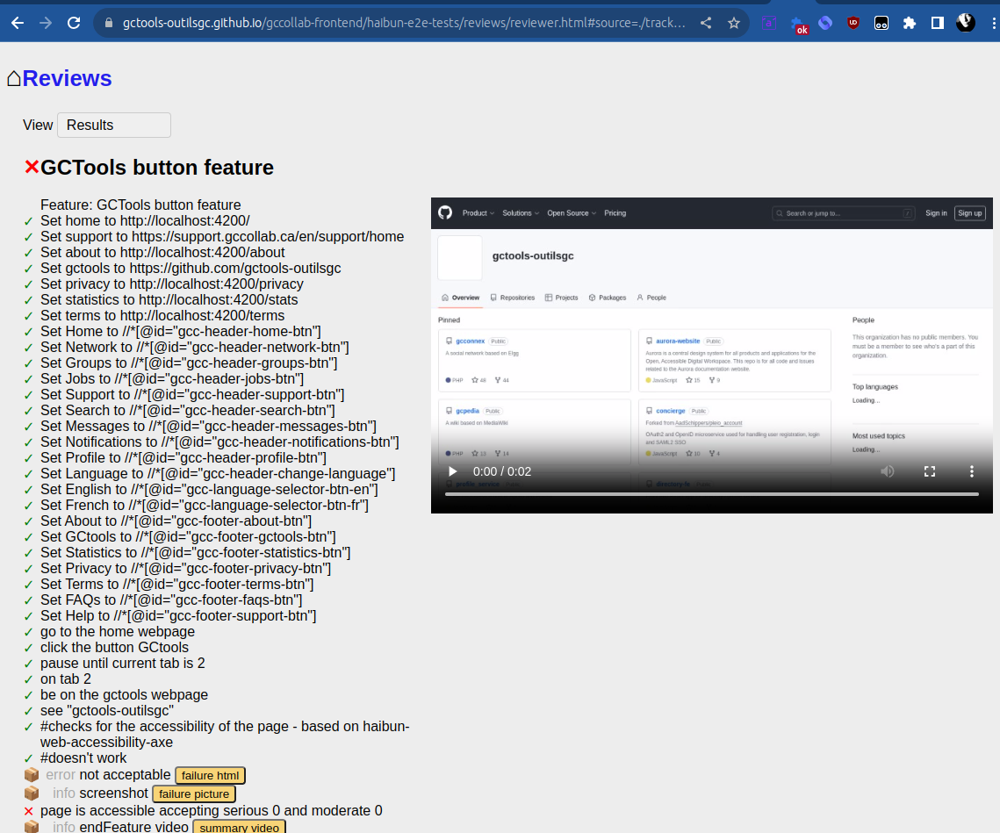 gctools-outilsgc.github.io/gccollab-frontend/haibun-e2e-tests/reviews/reviewer.html#source=./track…
ok
Reviews
View Results
✕GCTools button feature
Feature: GCTools button feature
✓ Set home to http://localhost:4200/
✓ Set support to https://support.gccollab.ca/en/support/home
✓ Set about to http://localhost:4200/about
✓ Set gctools to https://github.com/gctools-outilsgc
✓ Set privacy to http://localhost:4200/privacy
✓ Set statistics to http://localhost:4200/stats
✓ Set terms to http://localhost:4200/terms
✓ Set Home to //*[@id="gcc-header-home-btn"]
✓ Set Network to //*[@id="gcc-header-network-btn"]
✓ Set Groups to //*[@id="gcc-header-groups-btn"]
✓ Set Jobs to //*[@id="gcc-header-jobs-btn"]
✓ Set Support to //*[@id="gcc-header-support-btn"]
✓ Set Search to //*[@id="gcc-header-search-btn"]
✓ Set Messages to //*[@id="gcc-header-messages-btn"]
✓ Set Notifications to //*[@id="gcc-header-notifications-btn"]
✓ Set Profile to //*[@id="gcc-header-profile-btn"]
✓ Set Language to //*[@id="gcc-header-change-language"]
✓ Set English to //*[@id="gcc-language-selector-btn-en"]
✓ Set French to //*[@id="gcc-language-selector-btn-fr"]
✓ Set About to //*[@id="gcc-footer-about-btn"]
✓ Set GCtools to //*[@id="gcc-footer-gctools-btn"]
✓ Set Statistics to //*[@id="gcc-footer-statistics-btn"]
✓ Set Privacy to //*[@id="gcc-footer-privacy-btn"]
✓ Set Terms to //*[@id="gcc-footer-terms-btn"]
✓ Set FAQs to //*[@id="gcc-footer-faqs-btn"]
✓ Set Help to //*[@id="gcc-footer-support-btn"]
✓ go to the home webpage
✓ click the button GCtools
✓ pause until current tab is 2
✓ on tab 2
✓ be on the gctools webpage
✓ see "gctools-outilsgc"
✓ #checks for the accessibility of the page - based on haibun-
web-accessibility-axe
✓ #doesn't work
error not acceptable failure html
info screenshot failure picture
✕ page is accessible accepting serious 0 and moderate 0
info endFeature video summary video
Product Solutions Open Source Pricing Search or jump to... / Sign in Sign up
gctools-outilsgc
Overview Repositories Projects Packages People
Pinned
gcconnex Public
A social network based on Elgg
PHP 48 44
aurora-website Public
Aurora is a central design system for all products and applications for the
Open, Accessible Digital Workspace. This repo is for all code and issues
related to the Aurora documentation website.
JavaScript 15 9
gcpedia Public
A wiki based on MediaWiki
PHP 13 14
concierge Public
Forked from AadSchippers/pleio_account
OAuth2 and OpenID microservice used for handling user registration, login
and SAML2 SSO
JavaScript 10 4
profile_service Public
directory-fe Public
People
This organization has no public members. You
must be a member to see who's a part of this
organization.
Top languages
Loading…
Most used topics
Loading…
0:00 / 0:02